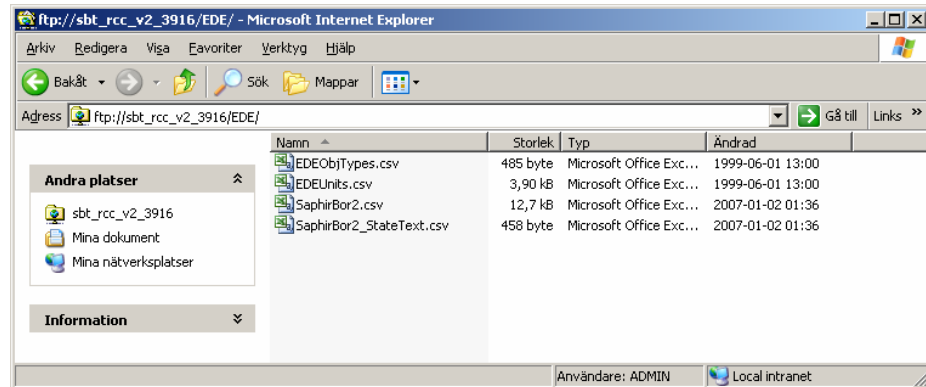 ftp://sbt_rcc_v2_3916/EDE/ - Microsoft Internet Explorer
Arkiv Redigera Visa Favoriter Verktyg Hjälp
Bakåt Sök Mappar
Adress ftp://sbt_rcc_v2_3916/EDE/ Gå till Links »
Namn Storlek Typ Ändrad
EDEObjTypes.csv 485 byte Microsoft Office Exc... 1999-06-01 13:00
EDEUnits.csv 3,90 kB Microsoft Office Exc... 1999-06-01 13:00
SaphirBor2.csv 12,7 kB Microsoft Office Exc... 2007-01-02 01:36
SaphirBor2_StateText.csv 458 byte Microsoft Office Exc... 2007-01-02 01:36
Andra platser
sbt_rcc_v2_3916
Mina dokument
Mina nätverksplatser
Information
Användare: ADMIN Local intranet